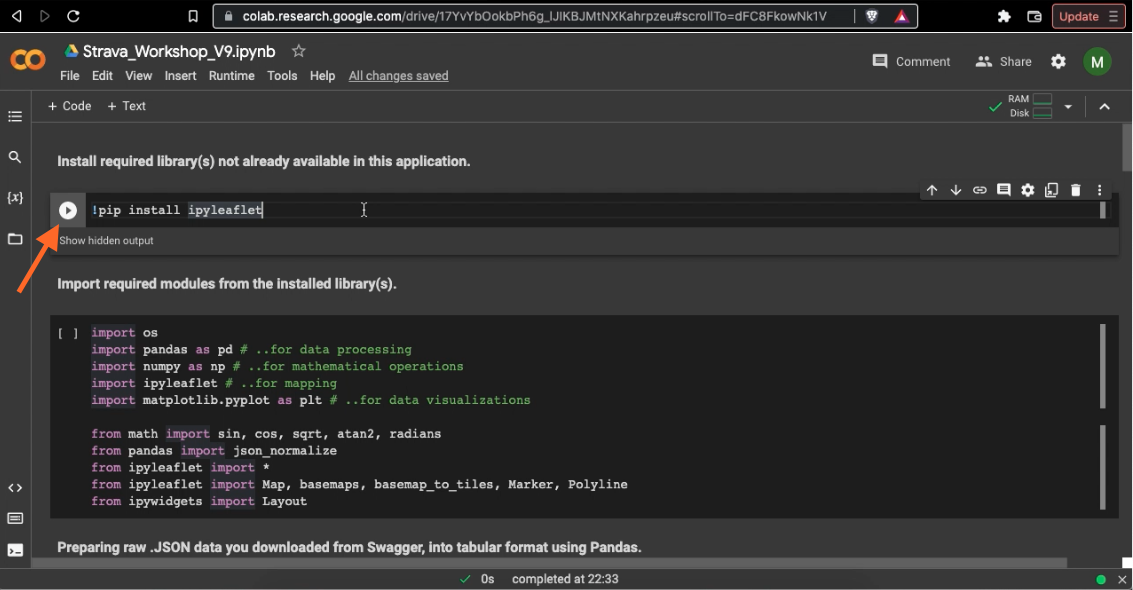 colab.research.google.com/drive/17YvYbOokbPh6g_lJlKBJMtNXKahrpzeu#scrollTo=dFC8FkowNk1V
Update
Strava_Workshop_V9.ipynb
File Edit View Insert Runtime Tools Help All changes saved
Comment Share M
+ Code + Text
RAM
Disk
Install required library(s) not already available in this application.
!pip install ipyleaflet
Show hidden output
Import required modules from the installed library(s).
[ ] import os
import pandas as pd # ..for data processing
import numpy as np # ..for mathematical operations
import ipyleaflet # ..for mapping
import matplotlib.pyplot as plt # ..for data visualizations
from math import sin, cos, sqrt, atan2, radians
from pandas import json_normalize
from ipyleaflet import *
from ipyleaflet import Map, basemaps, basemap_to_tiles, Marker, Polyline
from ipywidgets import Layout
Preparing raw .JSON data you downloaded from Swagger, into tabular format using Pandas.
0s completed at 22:33